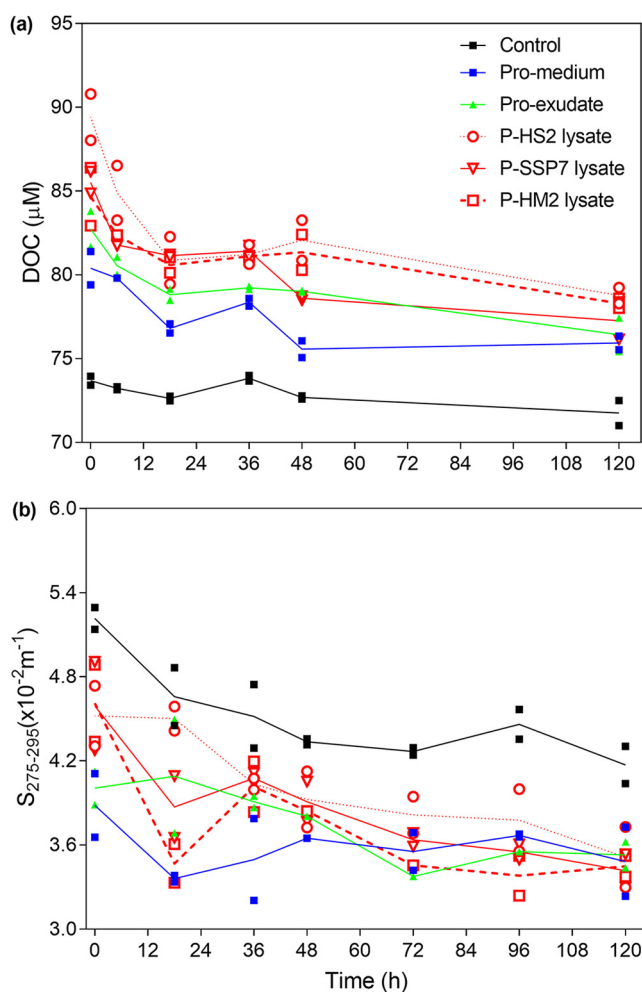 (a)
95
90
85
80
75
70
DOC (μM)
Control
Pro-medium
Pro-exudate
P-HS2 lysate
P-SSP7 lysate
P-HM2 lysate
0 12 24 36 48 60 72 84 96 108 120
(b)
6.0
5.4
4.8
4.2
3.6
3.0
S275-295(x10-2m-1)
0 12 24 36 48 60 72 84 96 108 120
Time (h)